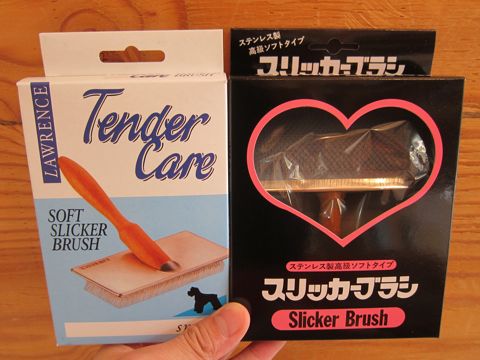 Care BRUSH
LAWRENCE
Tender
Care
SOFT
SLICKER
BRUSH
ステンレス製
高級ソフトタイプ
スリッカーブラシ
ステンレス製高級ソフトタイプ
スリッカーブラシ
Slicker Brush